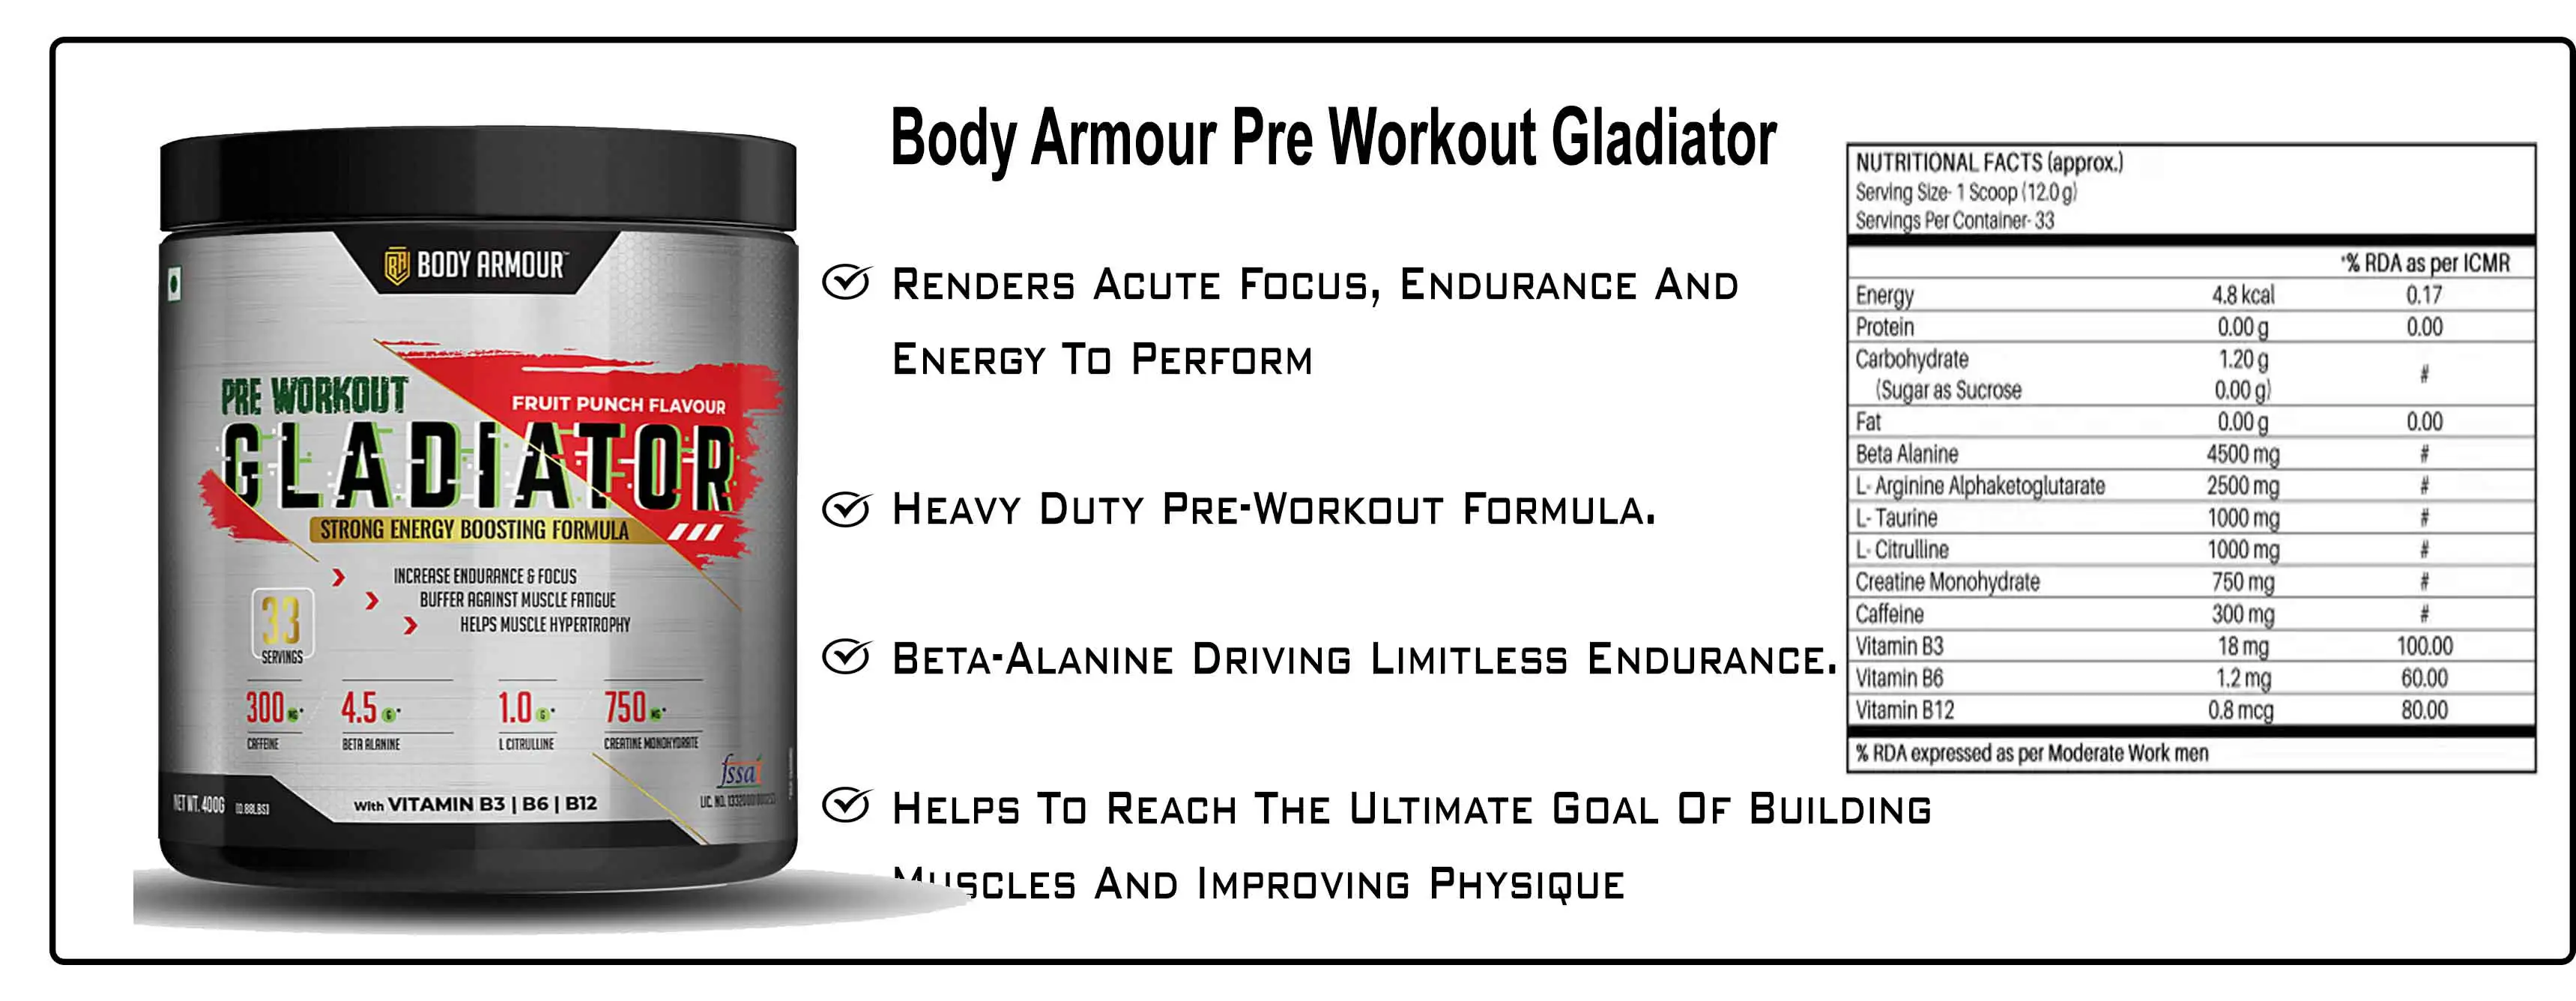 BODY ARMOUR
PRE WORKOUT
FRUIT PUNCH FLAVOUR
GLADIATOR
STRONG ENERGY BOOSTING FORMULA
INCREASE ENDURANCE & FOCUS
BUFFER AGAINST MUSCLE FATIGUE
HELPS MUSCLE HYPERTROPHY
33
SERVINGS
300 MG* 4.5 G* 1.0 G* 750 MG*
CAFFEINE BETA ALANINE L CITRULLINE CREATINE MONOHYDRATE
fssai
LIC. NO.
NET WT. 400G (0.88LBS)
with VITAMIN B3 | B6 | B12
Body Armour Pre Workout Gladiator
Renders Acute Focus, Endurance And
Energy To Perform
Heavy Duty Pre-Workout Formula.
Beta-Alanine Driving Limitless Endurance.
Helps To Reach The Ultimate Goal Of Building
Muscles And Improving Physique
NUTRITIONAL FACTS (approx.)
Serving Size- 1 Scoop (12.0 g)
Servings Per Container- 33
*% RDA as per ICMR
Energy 4.8 kcal 0.17
Protein 0.00 g 0.00
Carbohydrate 1.20 g #
(Sugar as Sucrose 0.00 g)
Fat 0.00 g 0.00
Beta Alanine 4500 mg #
L- Arginine Alphaketoglutarate 2500 mg #
L- Taurine 1000 mg #
L- Citrulline 1000 mg #
Creatine Monohydrate 750 mg #
Caffeine 300 mg #
Vitamin B3 18 mg 100.00
Vitamin B6 1.2 mg 60.00
Vitamin B12 0.8 mcg 80.00
% RDA expressed as per Moderate Work men